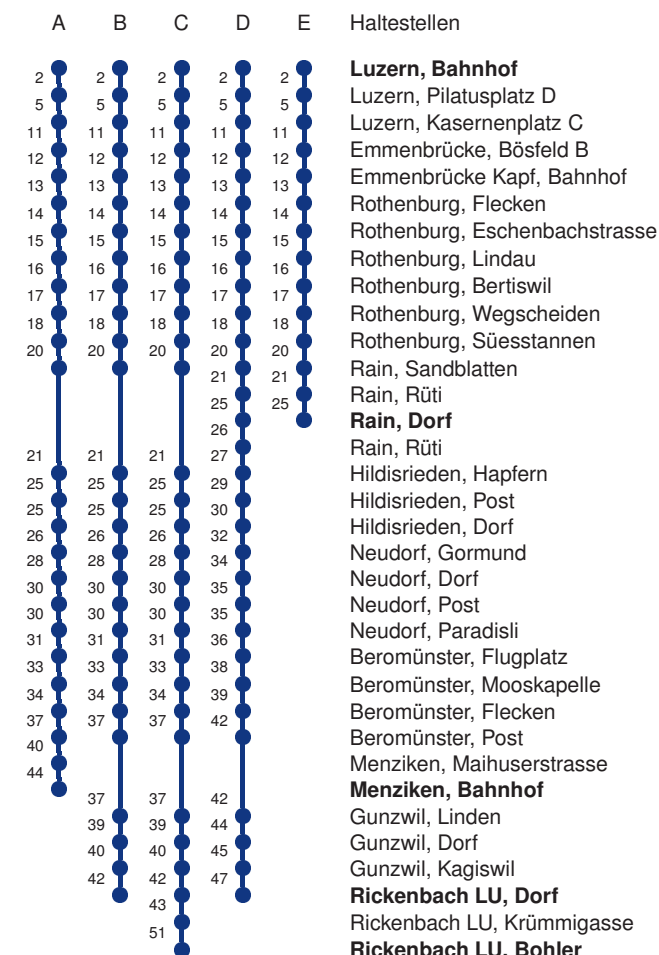 A B C D E Haltestellen
2 2 2 2 2 Luzern, Bahnhof
5 5 5 5 5 Luzern, Pilatusplatz D
11 11 11 11 11 Luzern, Kasernenplatz C
12 12 12 12 12 Emmenbrücke, Bösfeld B
13 13 13 13 13 Emmenbrücke Kapf, Bahnhof
14 14 14 14 14 Rothenburg, Flecken
15 15 15 15 15 Rothenburg, Eschenbachstrasse
16 16 16 16 16 Rothenburg, Lindau
17 17 17 17 17 Rothenburg, Bertiswil
18 18 18 18 18 Rothenburg, Wegscheiden
20 20 20 20 20 Rothenburg, Süesstannen
21 21 Rain, Sandblatten
25 25 Rain, Rüti
26 Rain, Dorf
21 21 21 27 Rain, Rüti
25 25 25 29 Hildisrieden, Hapfern
25 25 25 30 Hildisrieden, Post
26 26 26 32 Hildisrieden, Dorf
28 28 28 34 Neudorf, Gormund
30 30 30 35 Neudorf, Dorf
30 30 30 35 Neudorf, Post
31 31 31 36 Neudorf, Paradisli
33 33 33 38 Beromünster, Flugplatz
34 34 34 39 Beromünster, Mooskapelle
37 37 37 42 Beromünster, Flecken
40 Beromünster, Post
44 Menziken, Maihuserstrasse
37 37 42 Menziken, Bahnhof
39 39 44 Gunzwil, Linden
40 40 45 Gunzwil, Dorf
42 42 47 Gunzwil, Kagiswil
43 Rickenbach LU, Dorf
51 Rickenbach LU, Krümmigasse
Rickenbach LU, Bohler